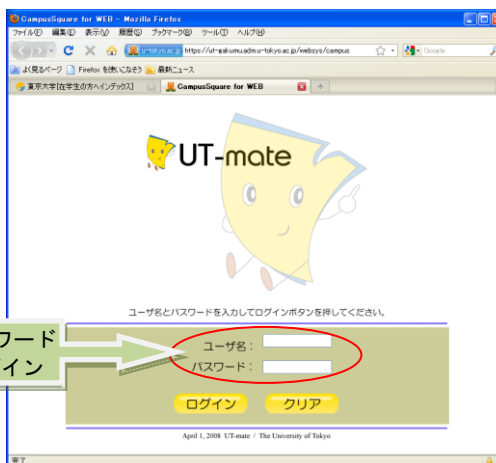 CampusSquare for WEB - Mozilla Firefox
ファイル(F) 編集(E) 表示(V) 履歴(S) ブックマーク(B) ツール(T) ヘルプ(H)
u-tokyo.ac.jp https://ut-gakumu.adm.u-tokyo.ac.jp/websys/campus Google
よく見るページ Firefox を使いこなそう 最新ニュース
東京大学[在学生の方へインデックス] CampusSquare for WEB
UT-mate
ユーザ名とパスワードを入力してログインボタンを押してください。
ワード
イン
ユーザ名:
パスワード:
ログイン クリア
April 1, 2008 UT-mate / The University of Tokyo
完了